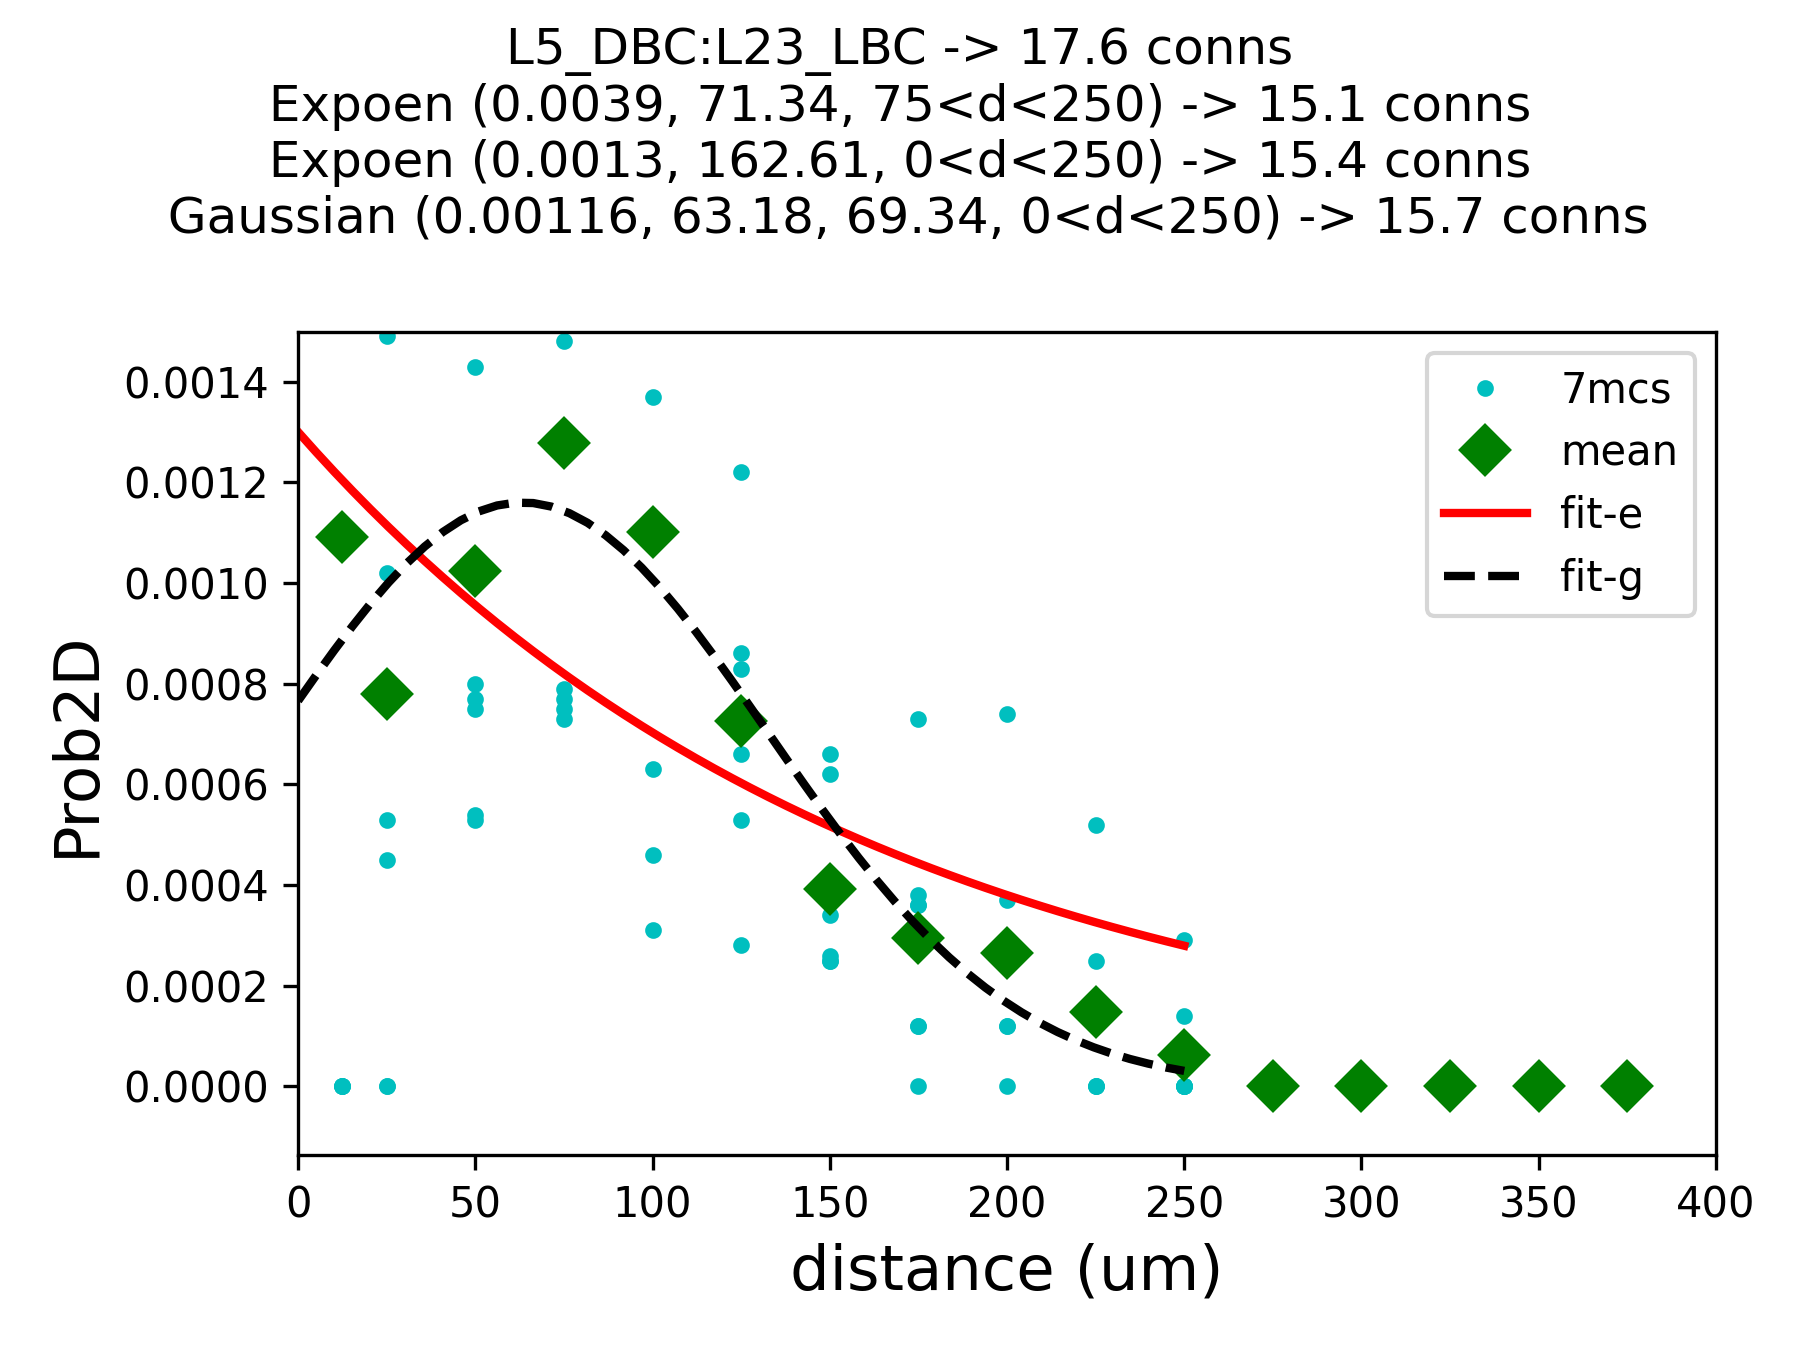 L5_DBC:L23_LBC -> 17.6 conns
Expoen (0.0039, 71.34, 75<d<250) -> 15.1 conns
Expoen (0.0013, 162.61, 0<d<250) -> 15.4 conns
Gaussian (0.00116, 63.18, 69.34, 0<d<250) -> 15.7 conns
7mcs
mean
fit-e
fit-g
Prob2D
0.0014
0.0012
0.0010
0.0008
0.0006
0.0004
0.0002
0.0000
0 50 100 150 200 250 300 350 400
distance (um)